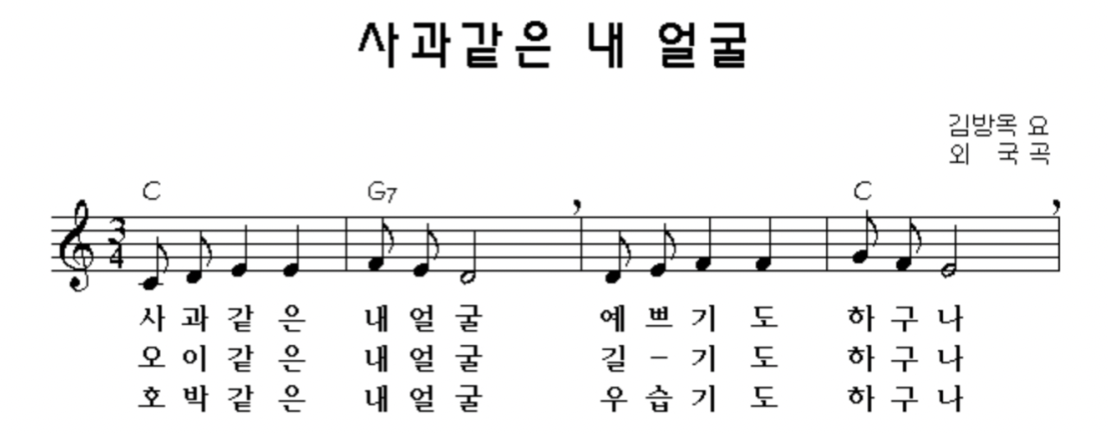 사과같은 내 얼굴
김방옥 요
외 국 곡
C G7 C
3
4
사 과 같 은 내 얼 굴 예 쁘 기 도 하 구 나
오 이 같 은 내 얼 굴 길 - 기 도 하 구 나
호 박 같 은 내 얼 굴 우 습 기 도 하 구 나